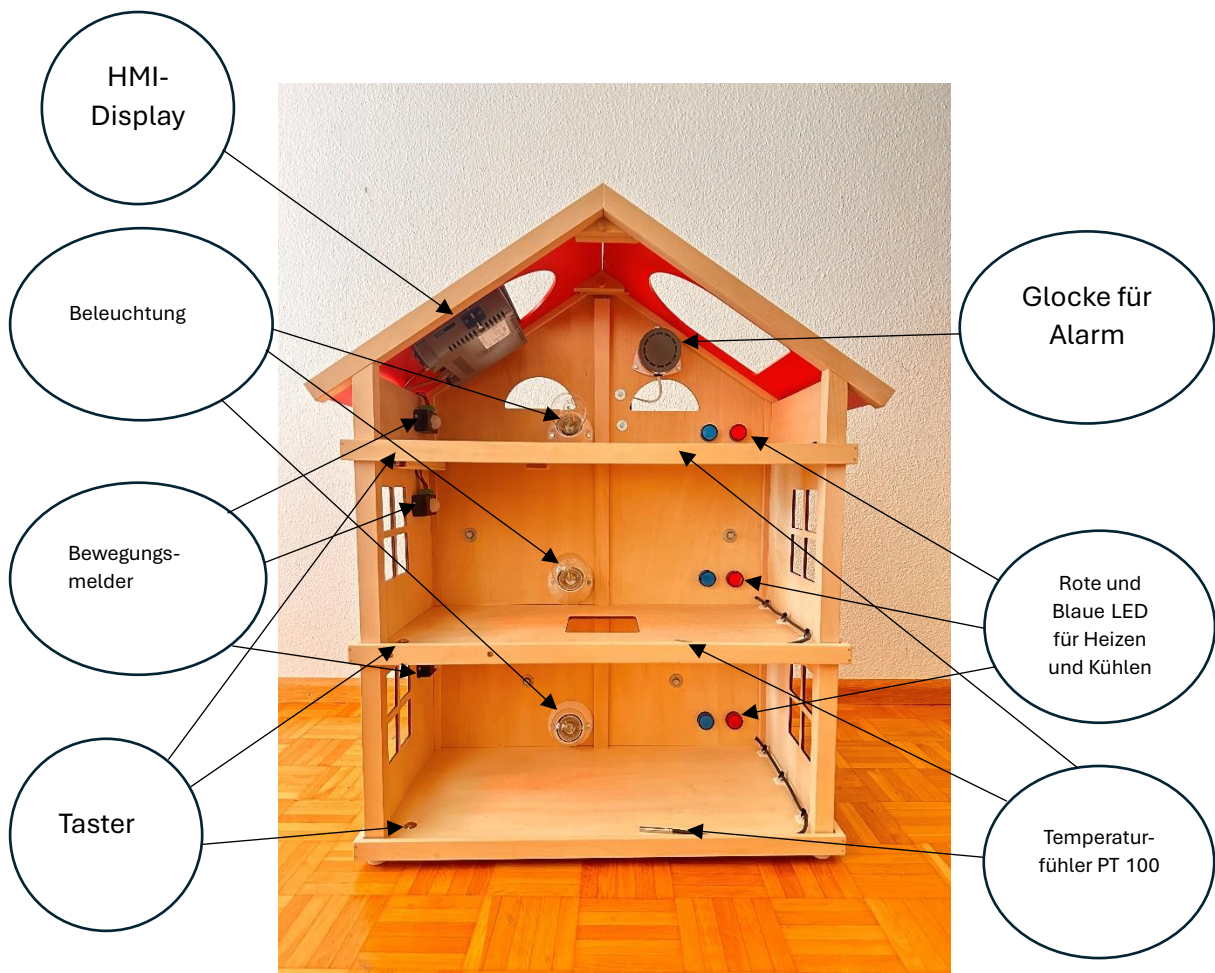 HMI-
Display
Beleuchtung
Bewegungs-
melder
Taster
Glocke für
Alarm
Rote und
Blaue LED
für Heizen
und Kühlen
Temperatur-
fühler PT 100